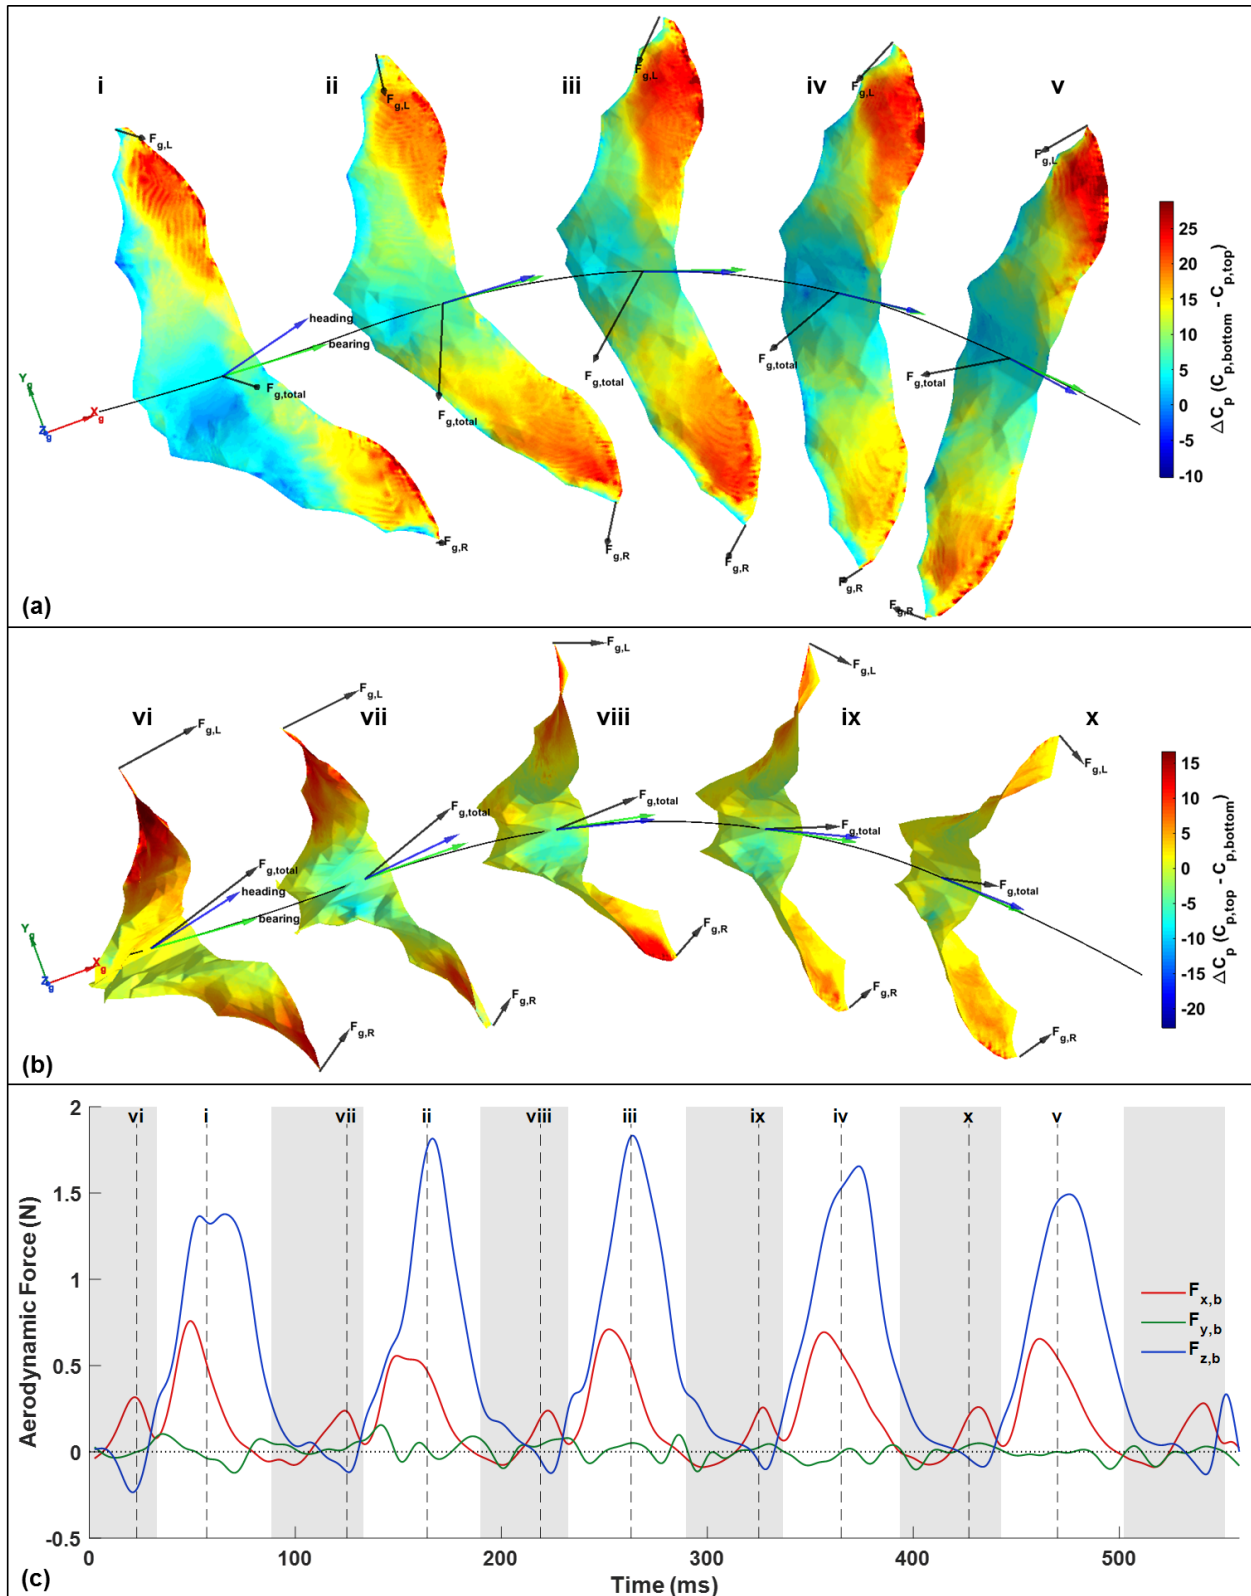 i
ii
iii
iv
v
F g,L
F g,L
F g,L
F g,L
F g,L
heading
bearing
F g,total
F g,total
F g,total
F g,total
F g,total
Y g
X g
Z g
F g,R
F g,R
F g,R
F g,R
F g,R
25
20
15
10
5
0
-5
-10
△C p (C p,bottom - C p,top)
(a)
vi
vii
viii
ix
x
F g,L
F g,L
F g,L
F g,L
F g,L
F g,total
heading
bearing
F g,total
F g,total
F g,total
F g,total
Y g
X g
Z g
F g,R
F g,R
F g,R
F g,R
F g,R
15
10
5
0
-5
-10
-15
-20
△C p (C p,top - C p,bottom)
(b)
2
1.5
1
0.5
0
-0.5
Aerodynamic Force (N)
vi
i
vii
ii
viii
iii
ix
iv
x
v
F x,b
F y,b
F z,b
0
100
200
300
400
500
Time (ms)
(c)